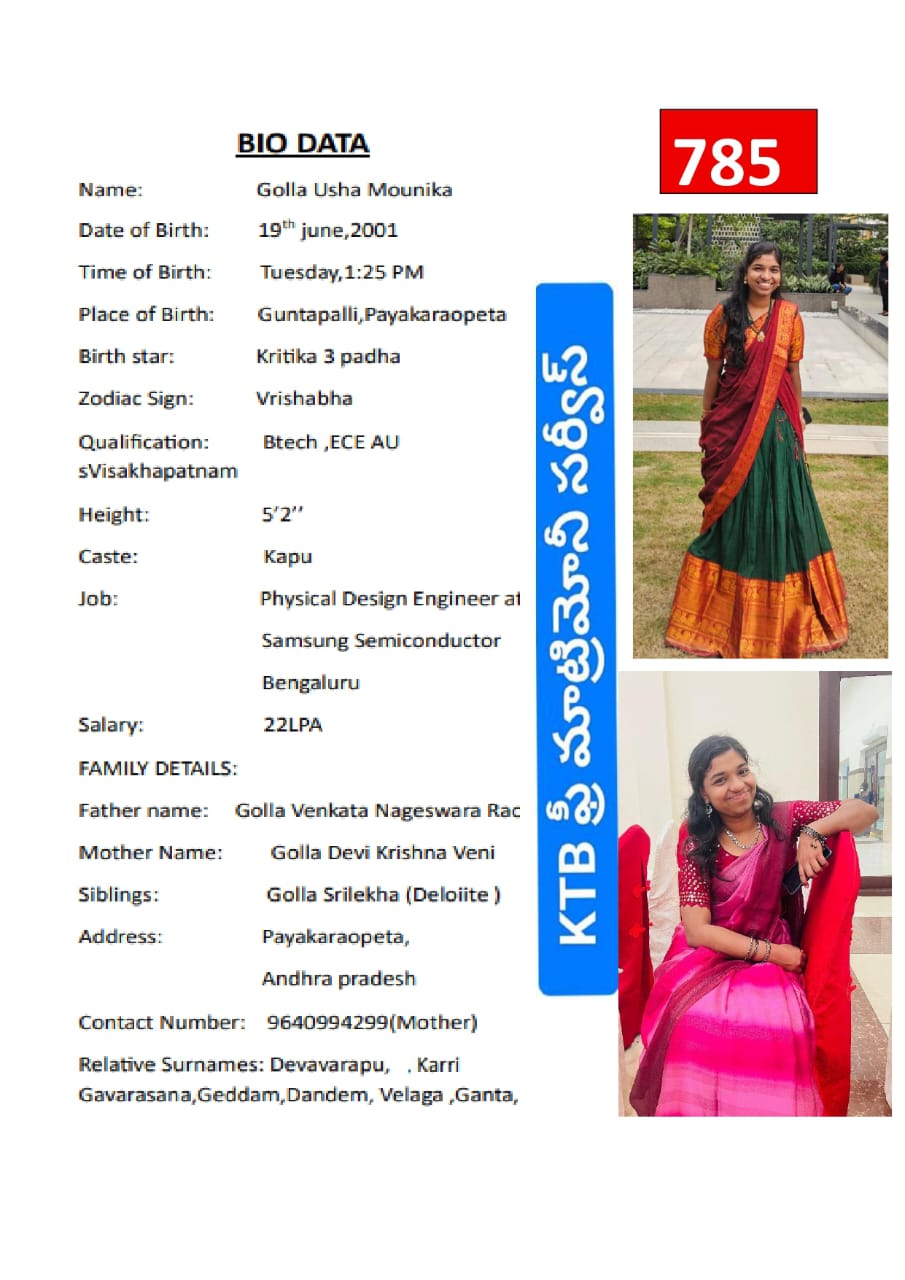 BIO DATA
785
Name: Golla Usha Mounika
Date of Birth: 19th june,2001
Time of Birth: Tuesday,1:25 PM
Place of Birth: Guntapalli,Payakaraopeta
Birth star: Kritika 3 padha
Zodiac Sign: Vrishabha
Qualification: Btech ,ECE AU
sVisakhapatnam
Height: 5’2’’
Caste: Kapu
Job: Physical Design Engineer at
Samsung Semiconductor
Bengaluru
Salary: 22LPA
FAMILY DETAILS:
Father name: Golla Venkata Nageswara Rao
Mother Name: Golla Devi Krishna Veni
Siblings: Golla Srilekha (Deloiite )
Address: Payakaraopeta,
Andhra pradesh
Contact Number: 9640994299(Mother)
Relative Surnames: Devavarapu, . Karri
Gavarasana,Geddam,Dandem, Velaga ,Ganta,
KTB ఫ్రీ మ్యాట్రిమోనీ సర్వీస్